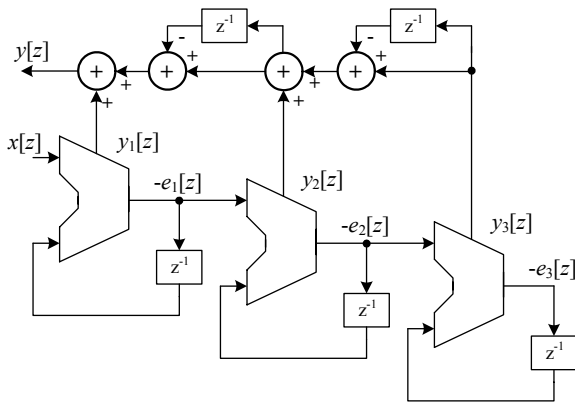 z⁻¹
z⁻¹
- + - +
y[z]
+ + + + + + + +
+ +
x[z]
y₁[z]
-e₁[z]
y₂[z]
-e₂[z]
y₃[z]
-e₃[z]
z⁻¹
z⁻¹
z⁻¹